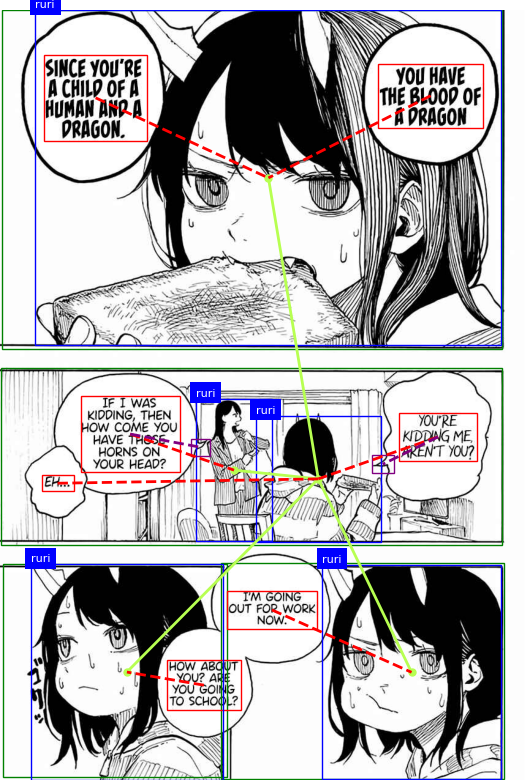 ruri
YOU HAVE
THE BLOOD OF
A DRAGON
SINCE YOU'RE
A CHILD OF A
HUMAN AND A
DRAGON.
ruri
ruri
YOU'RE
KIDDING ME,
AREN'T YOU?
IF I WAS
KIDDING, THEN
HOW COME YOU
HAVE THOSE
HORNS ON
YOUR HEAD?
EH...
ruri
ruri
I'M GOING
OUT FOR WORK
NOW.
HOW ABOUT
YOU? ARE
YOU GOING
TO SCHOOL?